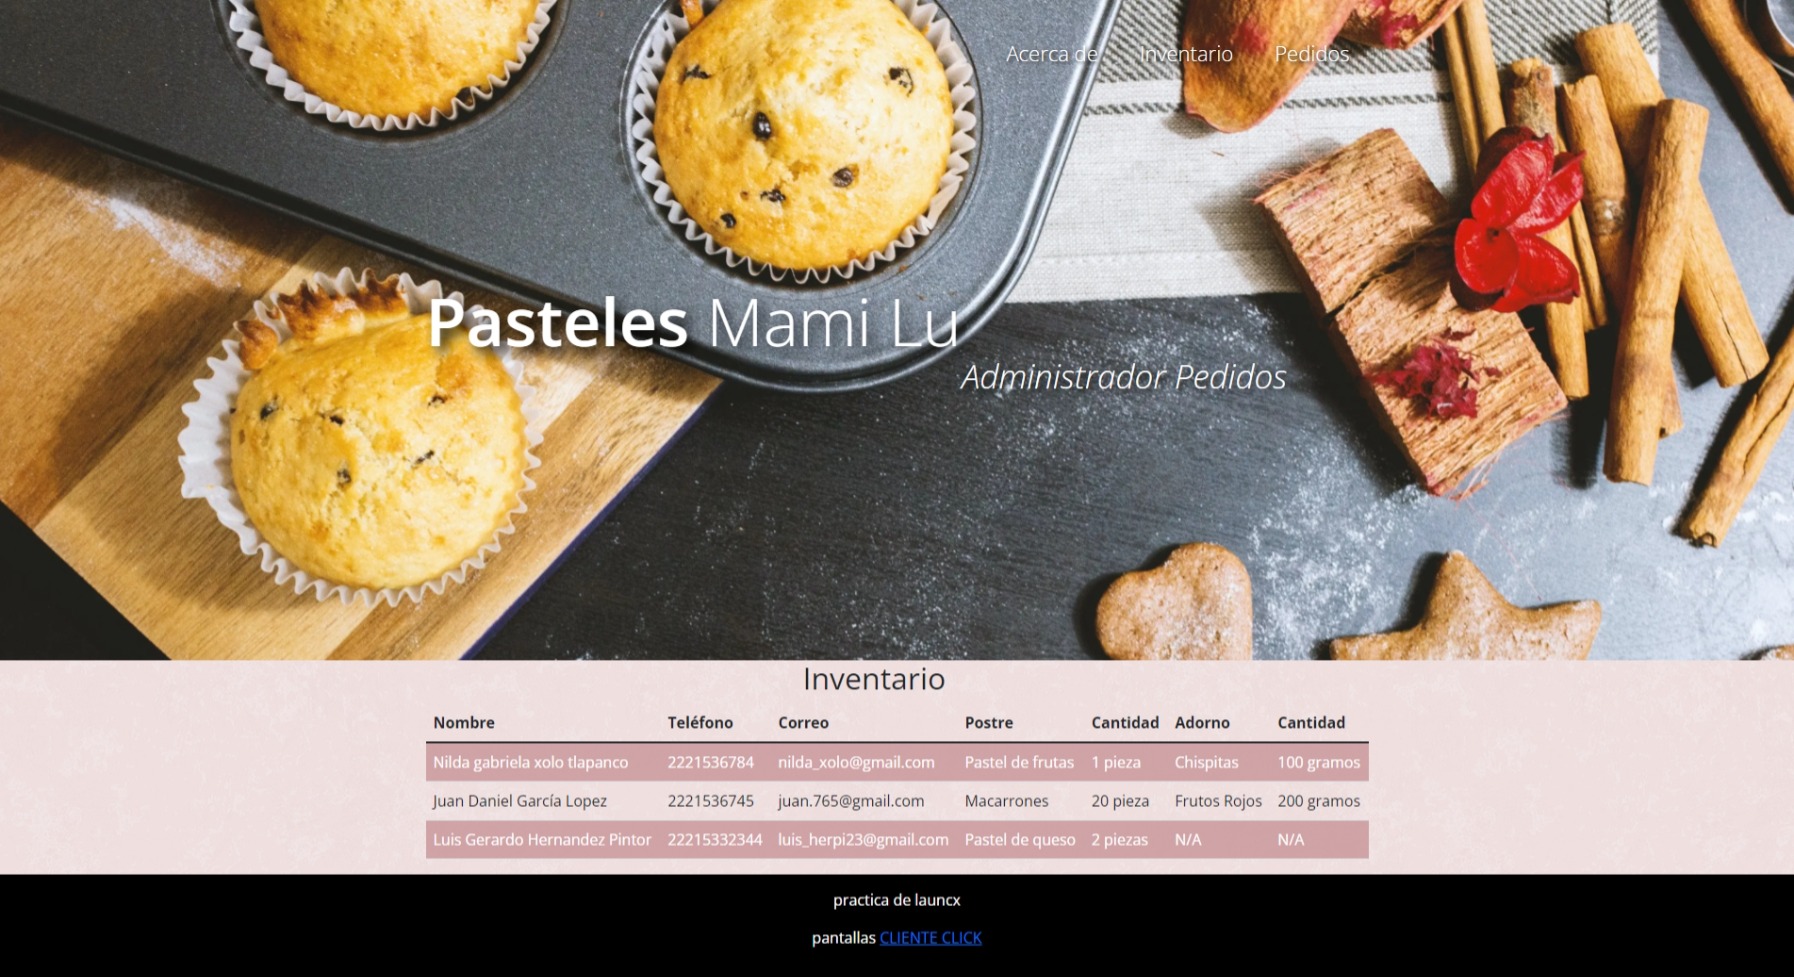 Acerca de Inventario Pedidos
Pasteles Mami Lu
Administrador Pedidos
Inventario
Nombre Teléfono Correo Postre Cantidad Adorno Cantidad
Nilda gabriela xolo tlapanco 2221536784 nilda_xolo@gmail.com Pastel de frutas 1 pieza Chispitas 100 gramos
Juan Daniel García Lopez 2221536745 juan.765@gmail.com Macarrones 20 pieza Frutos Rojos 200 gramos
Luis Gerardo Hernandez Pintor 22215332344 luis_herpi23@gmail.com Pastel de queso 2 piezas N/A N/A
practica de launcx
pantallas CLIENTE CLICK